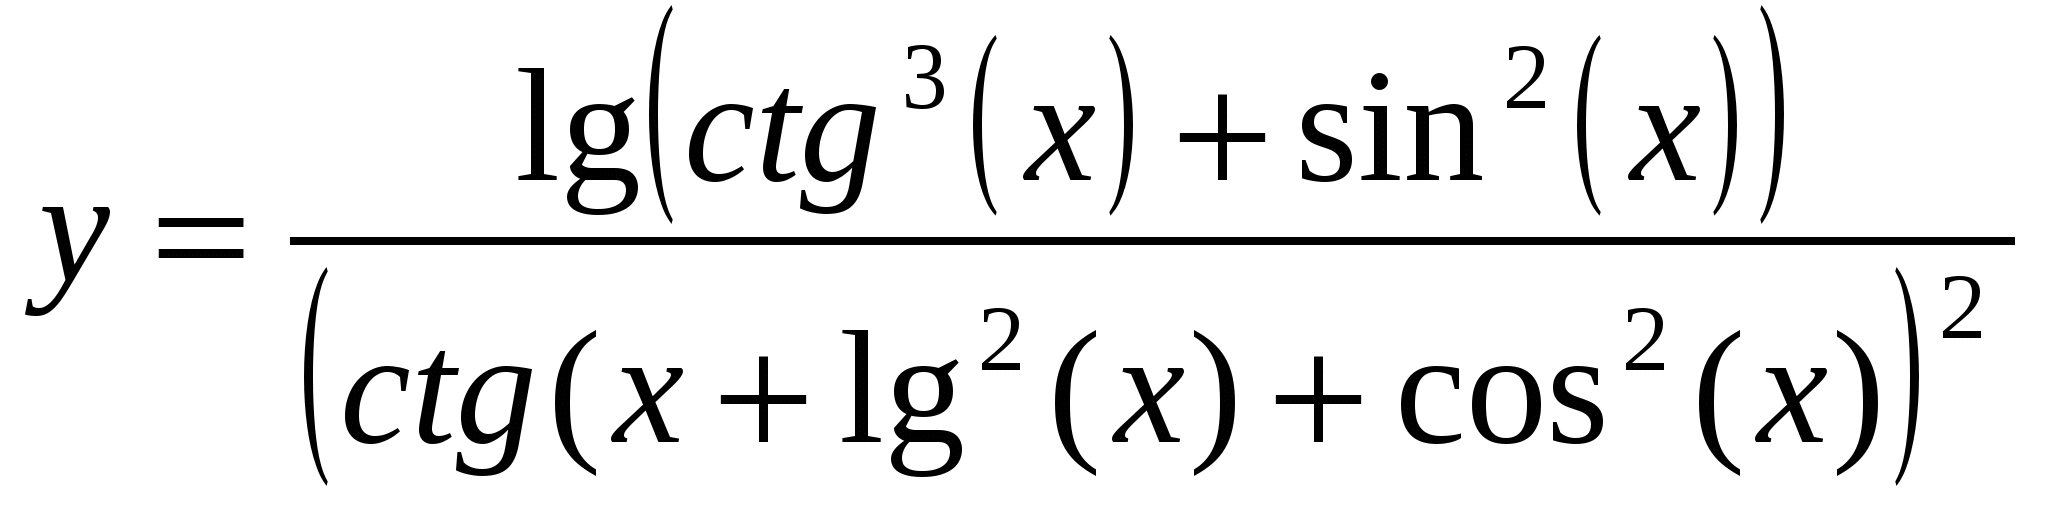 y = lg(ctg³(x) + sin²(x)) / (ctg(x + lg²(x) + cos²(x))²